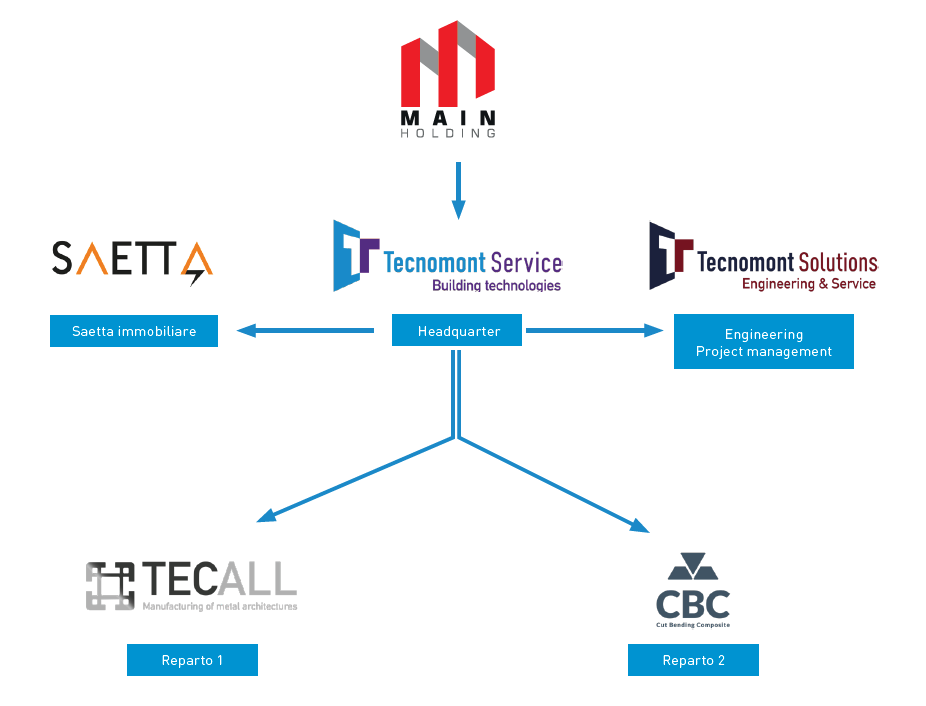 MAIN
HOLDING
SAETTA
Tecnomont Service
Building technologies
Tecnomont Solutions
Engineering & Service
Saetta immobiliare
Headquarter
Engineering
Project management
TECALL
Manufacturing of metal architectures
CBC
Cut Bending Composite
Reparto 1
Reparto 2